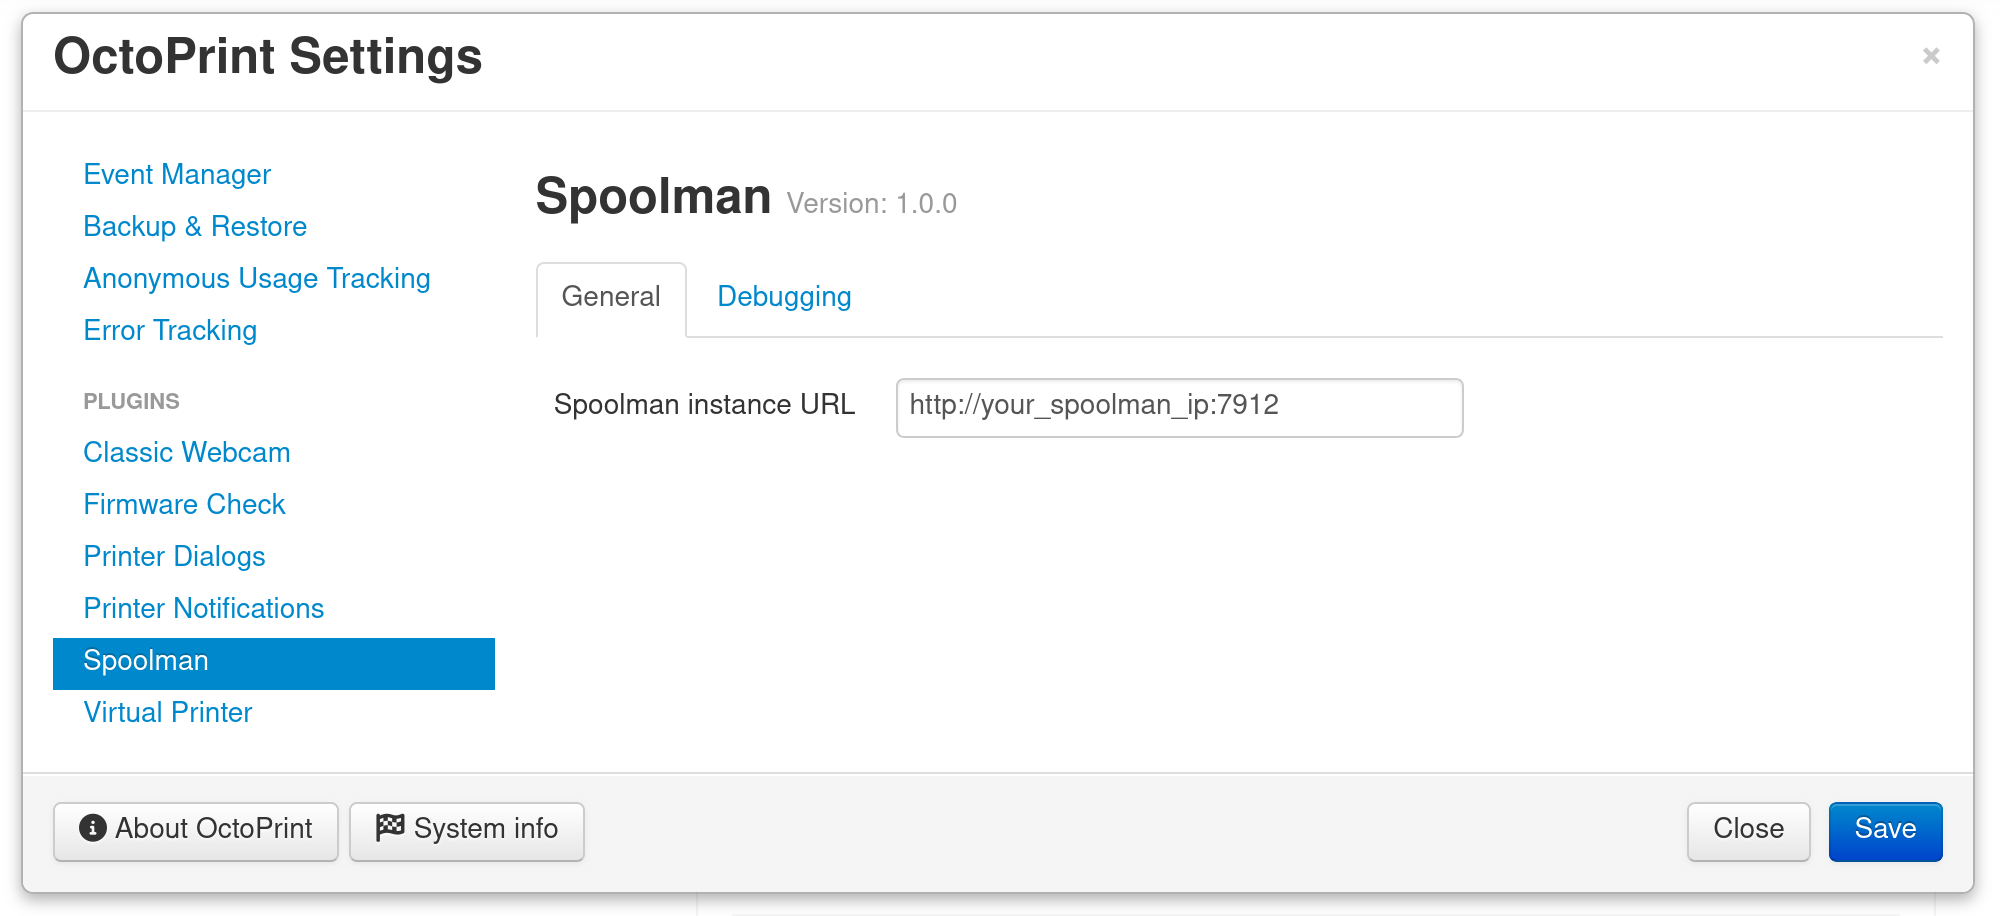 OctoPrint Settings
×
Event Manager
Backup & Restore
Anonymous Usage Tracking
Error Tracking
PLUGINS
Classic Webcam
Firmware Check
Printer Dialogs
Printer Notifications
Spoolman
Virtual Printer
Spoolman Version: 1.0.0
General Debugging
Spoolman instance URL http://your_spoolman_ip:7912
About OctoPrint System info Close Save